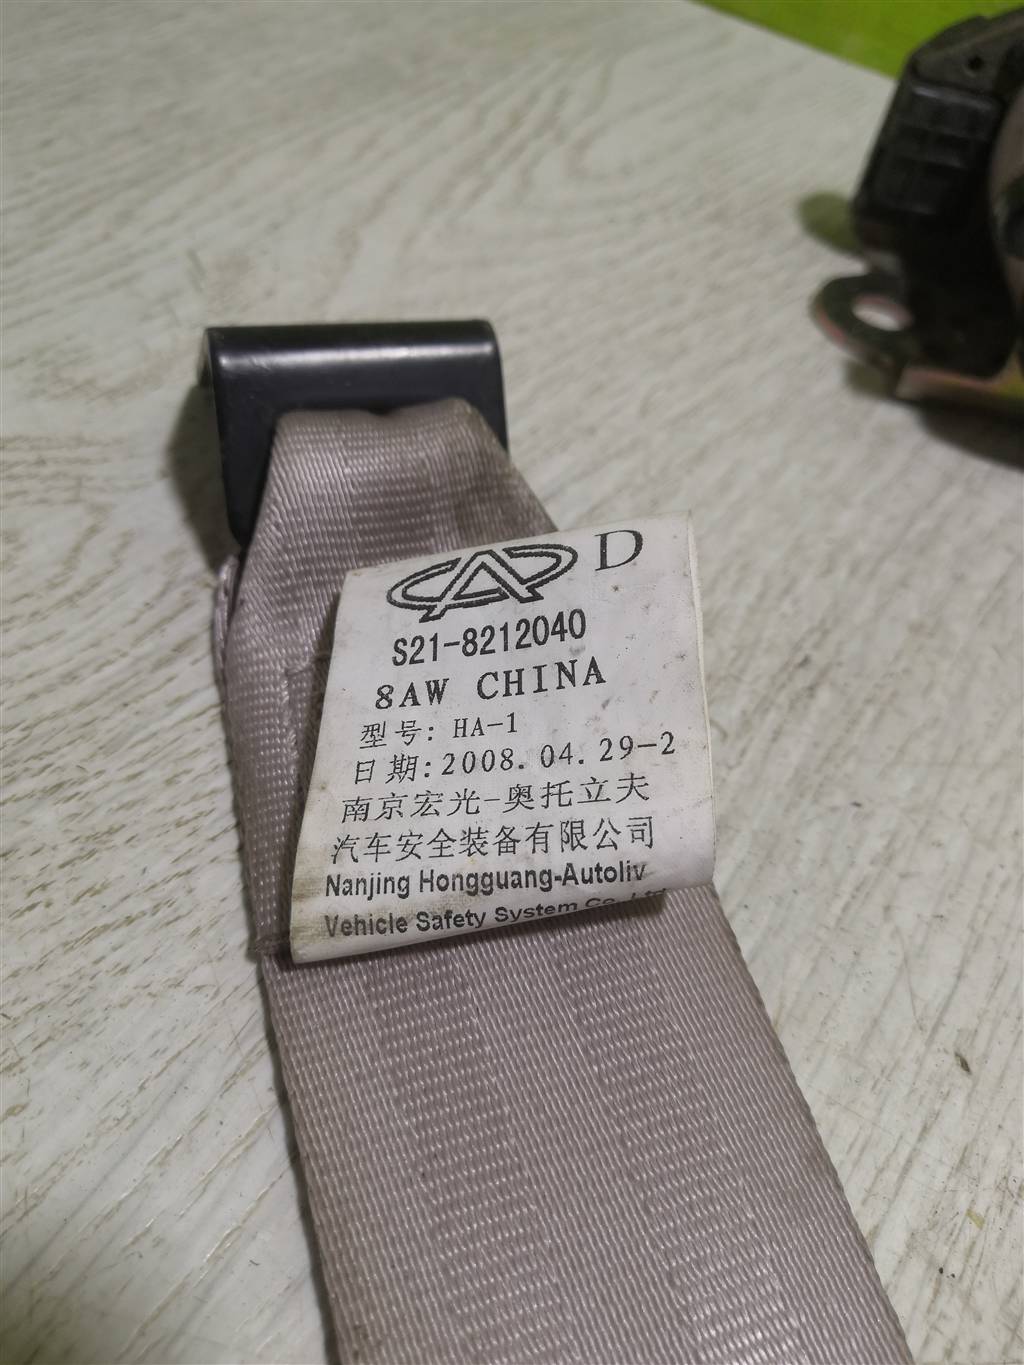 D
S21-8212040
8AW CHINA
型号: HA-1
日期: 2008.04.29-2
南京宏光-奥托立夫
汽车安全装备有限公司
Nanjing Hongguang-Autoliv
Vehicle Safety System Co., Ltd